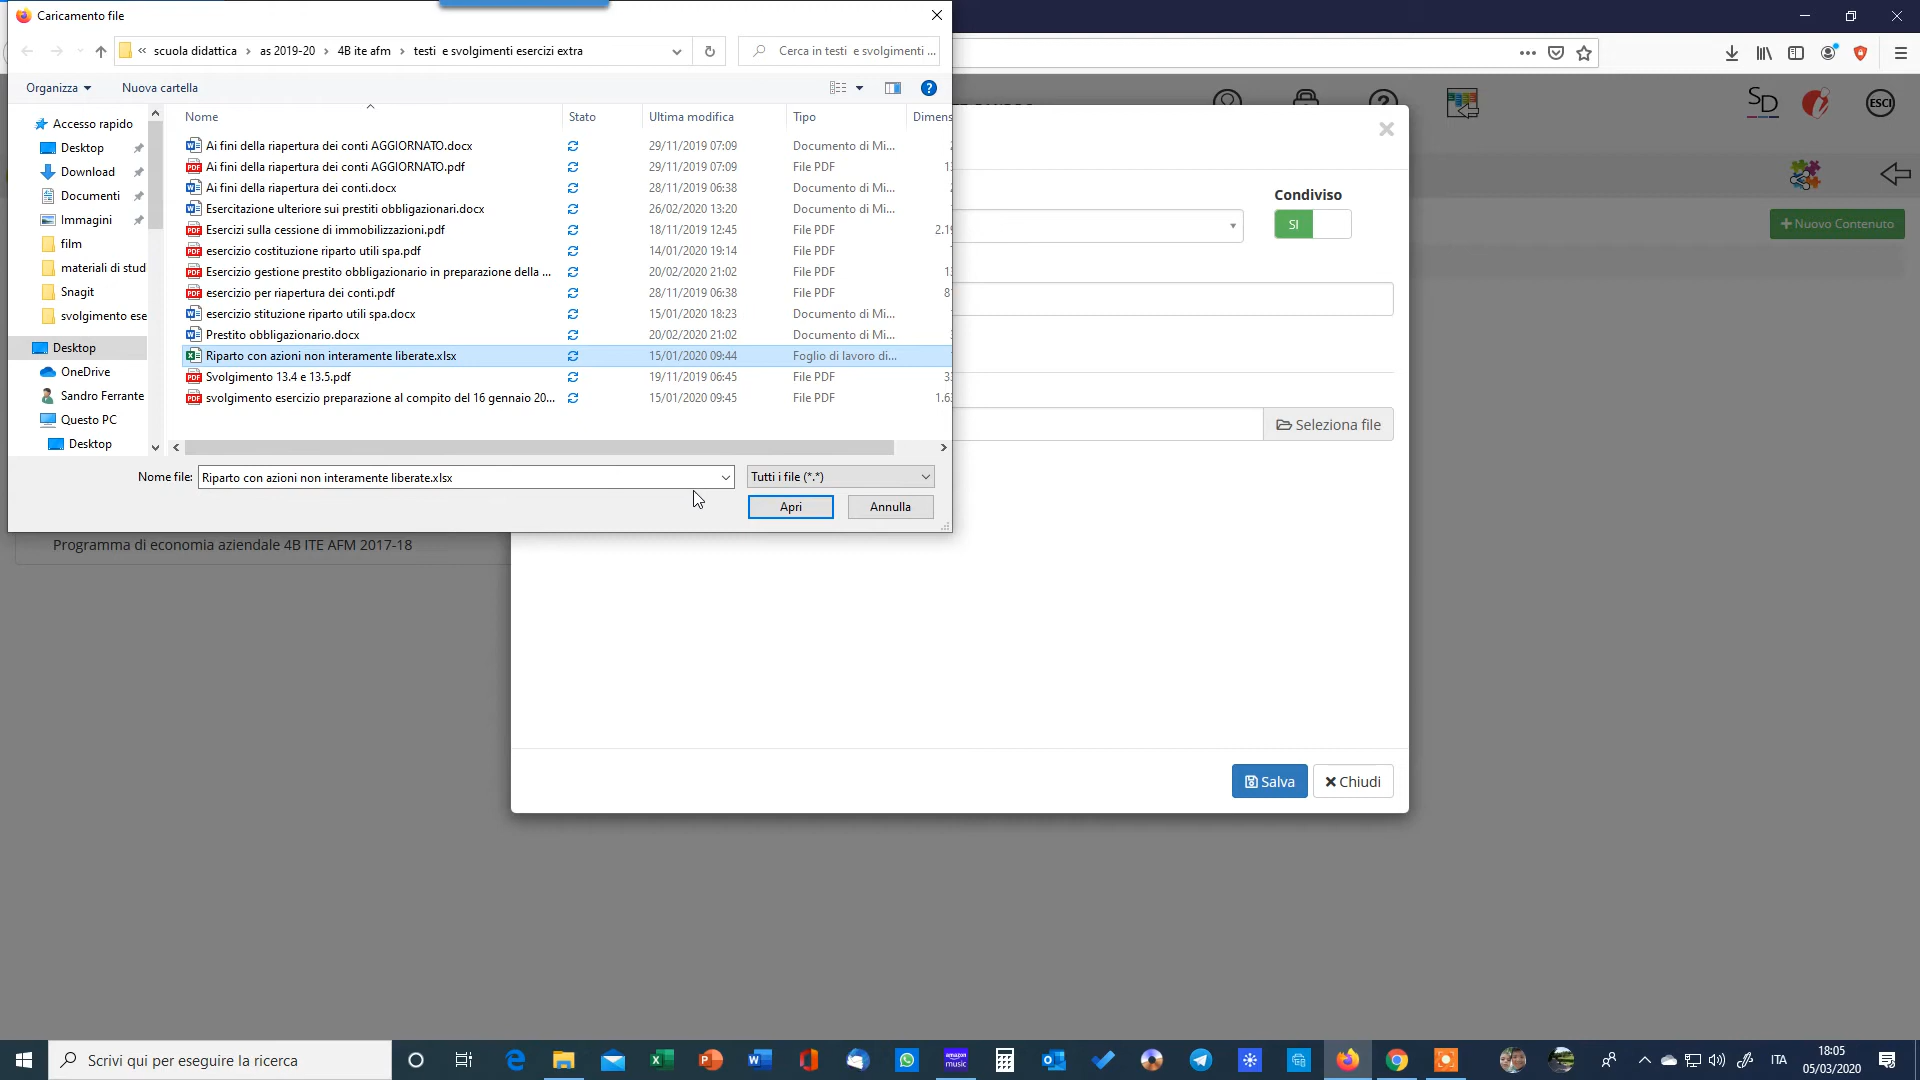 Caricamento file
« scuola didattica › as 2019-20 › 4B ite afm › testi e svolgimenti esercizi extra
Cerca in testi e svolgimenti ...
Organizza
Nuova cartella
Nome
Stato
Ultima modifica
Tipo
Dimens
Accesso rapido
Desktop
Download
Documenti
Immagini
film
materiali di stud
Snagit
svolgimento ese
Desktop
OneDrive
Sandro Ferrante
Questo PC
Desktop
Ai fini della riapertura dei conti AGGIORNATO.docx 29/11/2019 07:09 Documento di Mi...
Ai fini della riapertura dei conti AGGIORNATO.pdf 29/11/2019 07:09 File PDF
Ai fini della riapertura dei conti.docx 28/11/2019 06:38 Documento di Mi...
Esercitazione ulteriore sui prestiti obbligazionari.docx 26/02/2020 13:20 Documento di Mi...
Esercizi sulla cessione di immobilizzazioni.pdf 18/11/2019 12:45 File PDF 2.19
esercizio costituzione riparto utili spa.pdf 14/01/2020 19:14 File PDF
Esercizio gestione prestito obbligazionario in preparazione della ... 20/02/2020 21:02 File PDF
esercizio per riapertura dei conti.pdf 28/11/2019 06:38 File PDF
esercizio stituzione riparto utili spa.docx 15/01/2020 18:23 Documento di Mi...
Prestito obbligazionario.docx 20/02/2020 21:02 Documento di Mi...
Riparto con azioni non interamente liberate.xlsx 15/01/2020 09:44 Foglio di lavoro di...
Svolgimento 13.4 e 13.5.pdf 19/11/2019 06:45 File PDF
svolgimento esercizio preparazione al compito del 16 gennaio 20... 15/01/2020 09:45 File PDF
Nome file: Riparto con azioni non interamente liberate.xlsx
Tutti i file (*.*)
Apri
Annulla
SD
ESCI
Condiviso
SI
+ Nuovo Contenuto
Seleziona file
Programma di economia aziendale 4B ITE AFM 2017-18
Salva
Chiudi
Scrivi qui per eseguire la ricerca
amazon music
ITA
18:05
05/03/2020